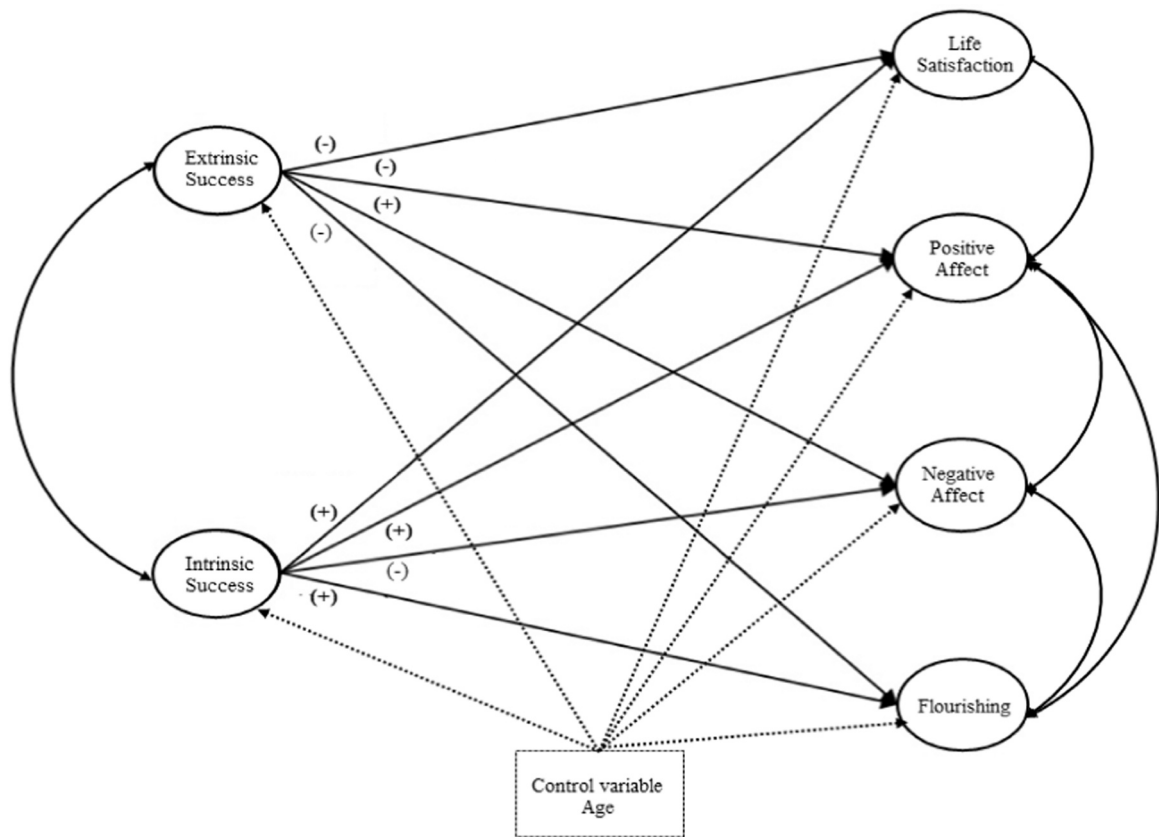 Life
Satisfaction
(-)
Extrinsic
Success
(-)
(+)
(-)
Positive
Affect
Negative
Affect
(+)
(+)
Intrinsic
Success
(-)
(+)
Flourishing
Control variable
Age